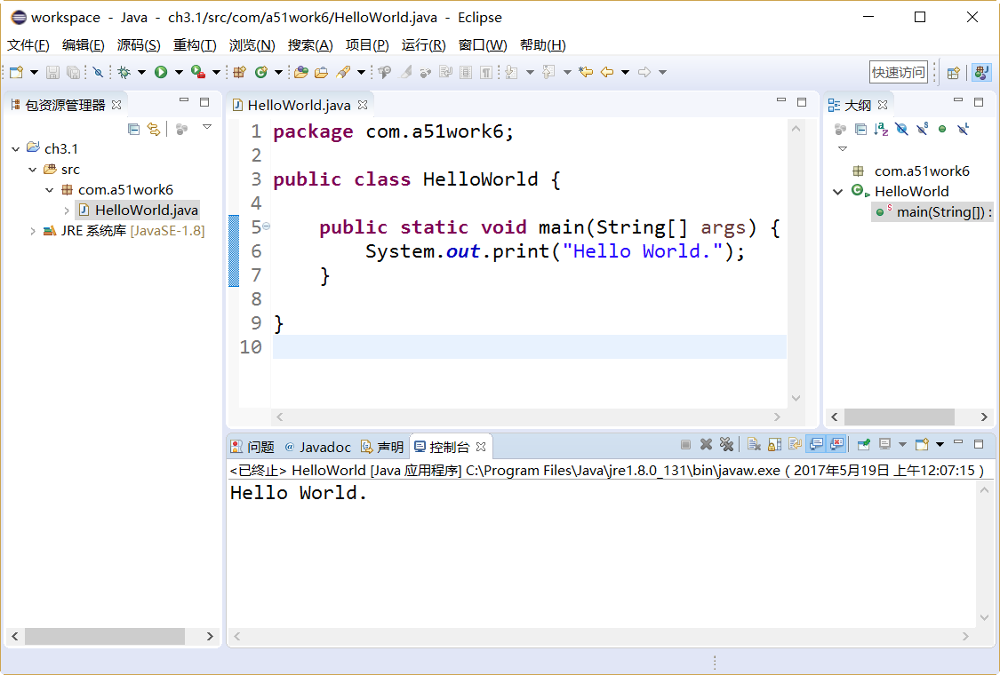 workspace - Java - ch3.1/src/com/a51work6/HelloWorld.java - Eclipse
文件(F) 编辑(E) 源码(S) 重构(T) 浏览(N) 搜索(A) 项目(P) 运行(R) 窗口(W) 帮助(H)
快速访问
包资源管理器
ch3.1
src
com.a51work6
HelloWorld.java
JRE 系统库 [JavaSE-1.8]
HelloWorld.java
1 package com.a51work6;
2
3 public class HelloWorld {
4
5 public static void main(String[] args) {
6 System.out.print("Hello World.");
7 }
8
9 }
10
大纲
com.a51work6
HelloWorld
main(String[]) :
问题 @ Javadoc 声明 控制台
<已终止> HelloWorld [Java 应用程序] C:\Program Files\Java\jre1.8.0_131\bin\javaw.exe ( 2017年5月19日 上午12:07:15 )
Hello World.